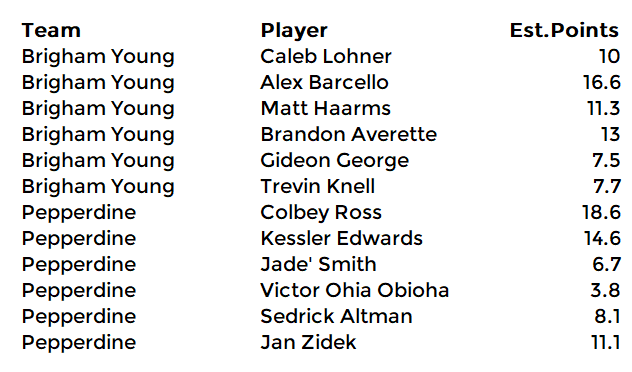 Team Player Est.Points
Brigham Young Caleb Lohner 10
Brigham Young Alex Barcello 16.6
Brigham Young Matt Haarms 11.3
Brigham Young Brandon Averette 13
Brigham Young Gideon George 7.5
Brigham Young Trevin Knell 7.7
Pepperdine Colbey Ross 18.6
Pepperdine Kessler Edwards 14.6
Pepperdine Jade' Smith 6.7
Pepperdine Victor Ohia Obioha 3.8
Pepperdine Sedrick Altman 8.1
Pepperdine Jan Zidek 11.1